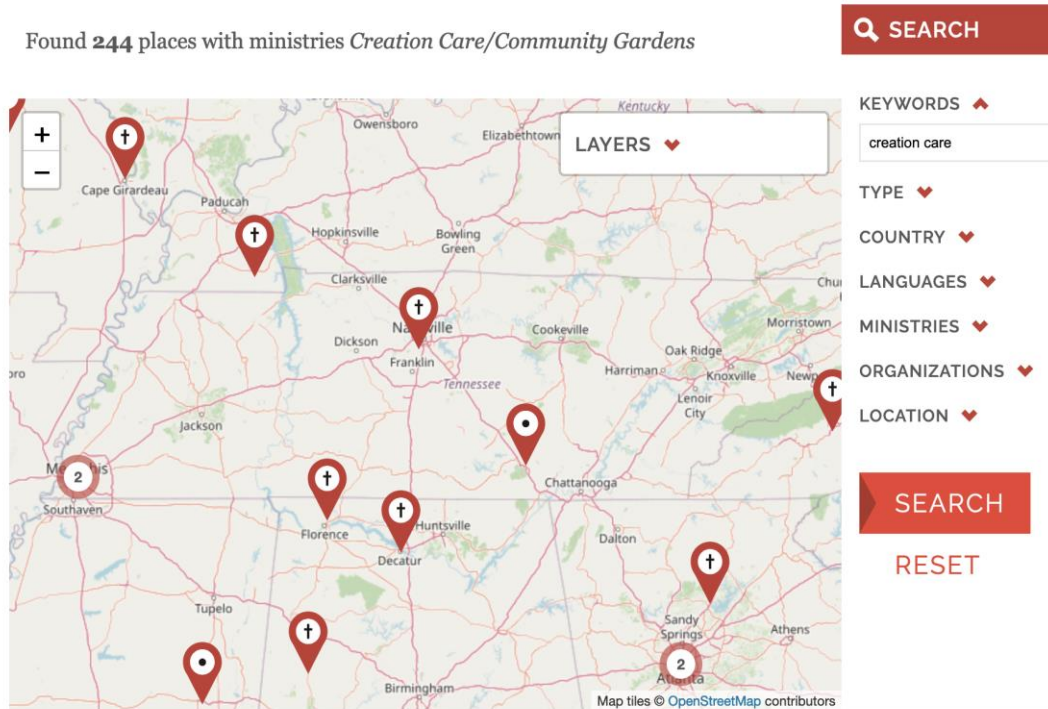 Found 244 places with ministries Creation Care/Community Gardens
SEARCH
KEYWORDS
creation care
TYPE
COUNTRY
LANGUAGES
MINISTRIES
ORGANIZATIONS
LOCATION
SEARCH
RESET
+
−
LAYERS
Kentucky
Owensboro
Elizabethtown
Cape Girardeau
Paducah
Hopkinsville
Bowling
Green
Clarksville
Morristown
Dickson
Cookeville
Franklin
Oak Ridge
Harriman
Knoxville
Tennessee
Lenoir
City
Jackson
2
Southaven
Chattanooga
Florence
Huntsville
Decatur
Dalton
Tupelo
Sandy
Springs
Athens
2
Birmingham
Map tiles © OpenStreetMap contributors